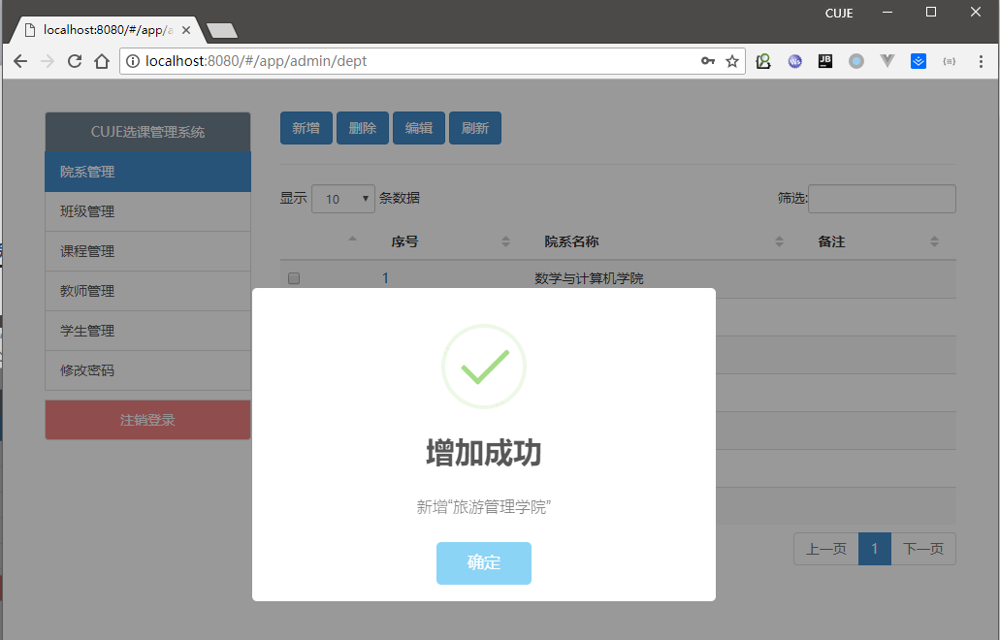 CUJE
localhost:8080/#/app/a
localhost:8080/#/app/admin/dept
JB
CUJE选课管理系统
院系管理
班级管理
课程管理
教师管理
学生管理
修改密码
注销登录
新增 删除 编辑 刷新
显示 10 条数据 筛选:
序号 院系名称 备注
1 数学与计算机学院
增加成功
新增“旅游管理学院”
确定
上一页 1 下一页